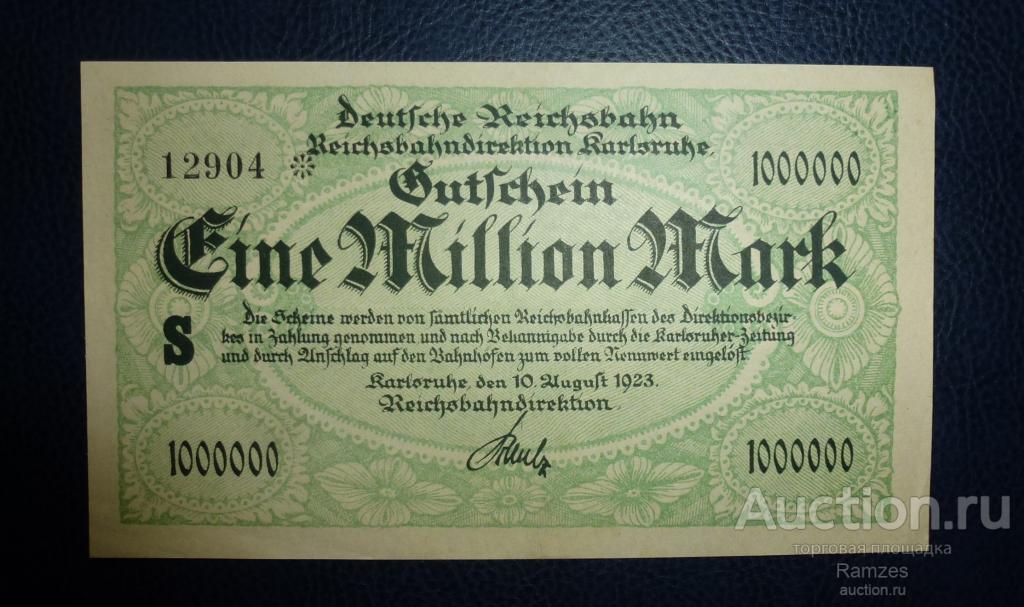 Deutsche Reichsbahn
Reichsbahndirektion Karlsruhe.
12904 ※
1000000
Gutschein
Eine Million Mark
S
Die Scheine werden von sämtlichen Reichsbahnkassen des Direktionsbezir-
kes in Zahlung genommen und nach Bekanntgabe durch die Karlsruher-Zeitung
und durch Anschlag auf den Bahnhöfen zum vollen Nennwert eingelöst.
Karlsruhe, den 10. August 1923.
Reichsbahndirektion.
1000000
1000000
Auction.ru
торговая площадка
Ramzes
auction.ru